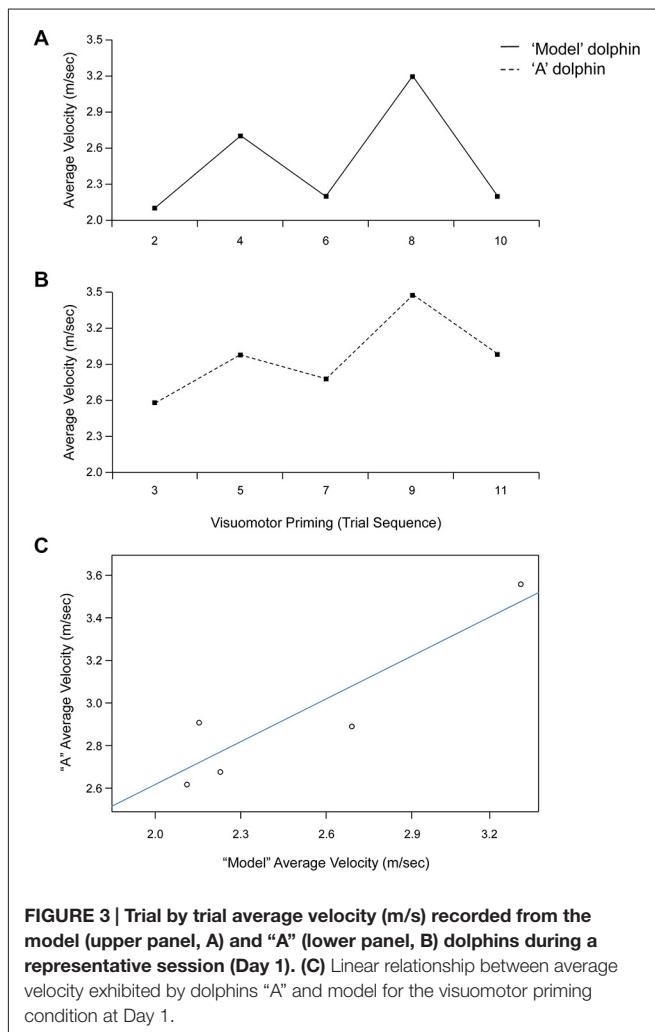 A
3.5
3.2
2.9
2.6
2.3
2.0
Average Velocity (m/sec)
'Model' dolphin
'A' dolphin
2 4 6 8 10
B
3.5
3.2
2.9
2.6
2.3
2.0
Average Velocity (m/sec)
3 5 7 9 11
Visuomotor Priming (Trial Sequence)
C
3.6
3.4
3.2
3.0
2.8
2.6
"A" Average Velocity (m/sec)
2.0 2.3 2.6 2.9 3.2
"Model" Average Velocity (m/sec)
FIGURE 3 | Trial by trial average velocity (m/s) recorded from the
model (upper panel, A) and "A" (lower panel, B) dolphins during a
representative session (Day 1). (C) Linear relationship between average
velocity exhibited by dolphins "A" and model for the visuomotor priming
condition at Day 1.